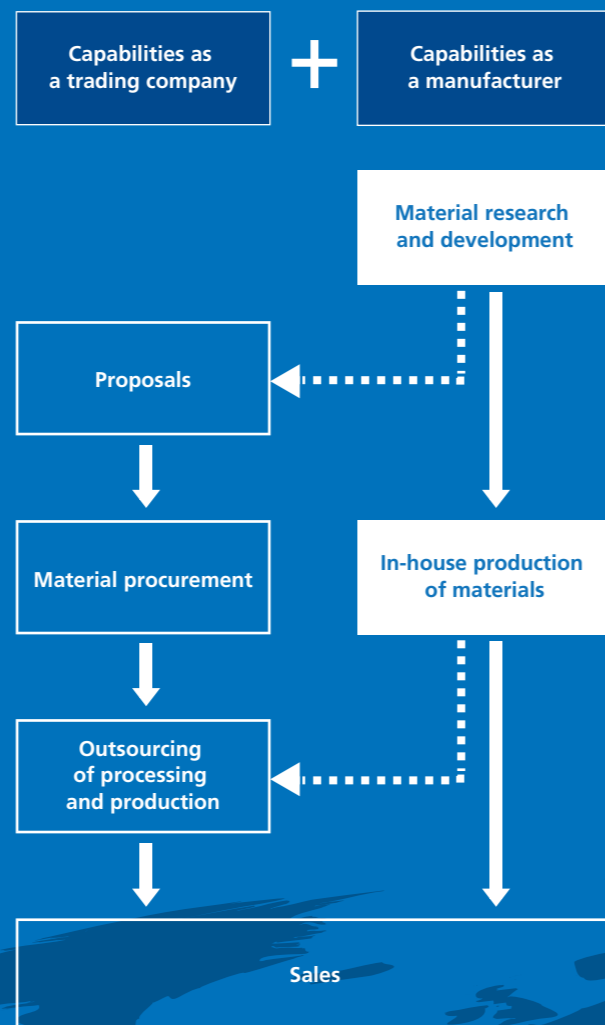 Capabilities as
a trading company
+
Capabilities as
a manufacturer
Material research
and development
Proposals
Material procurement
In-house production
of materials
Outsourcing
of processing
and production
Sales